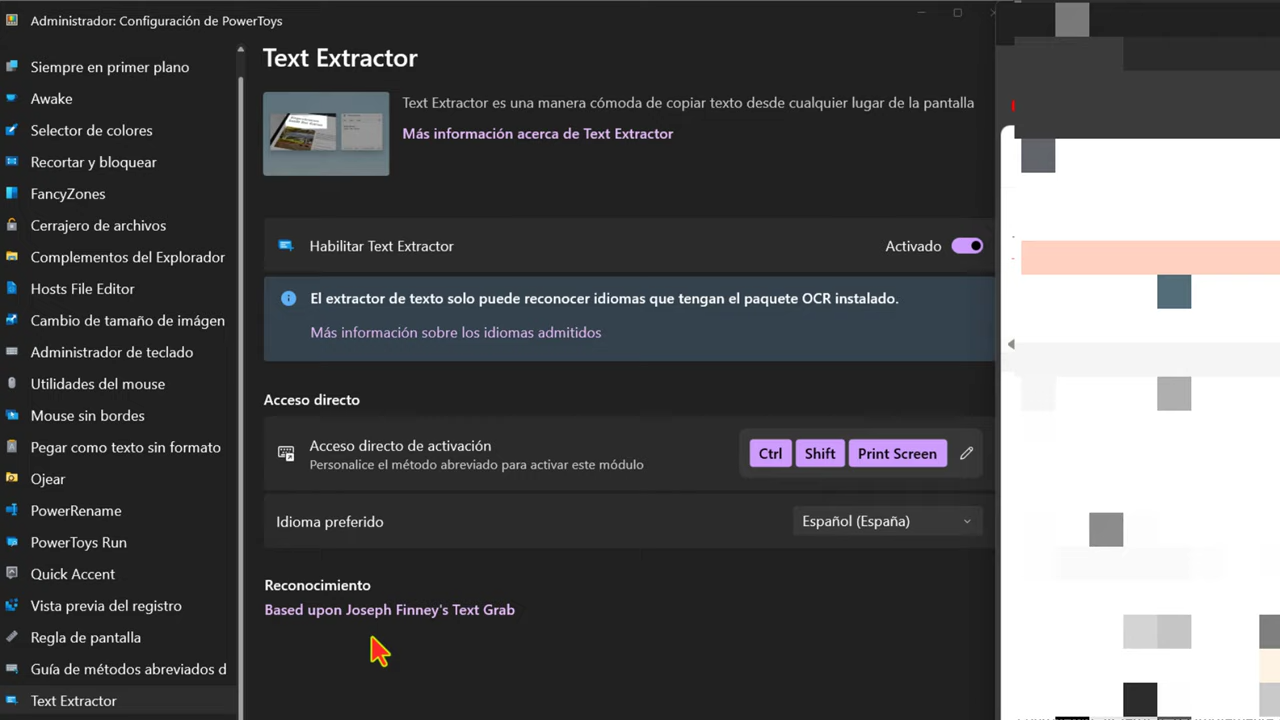 Administrador: Configuración de PowerToys
Siempre en primer plano
Awake
Selector de colores
Recortar y bloquear
FancyZones
Cerrajero de archivos
Complementos del Explorador
Hosts File Editor
Cambio de tamaño de imágen
Administrador de teclado
Utilidades del mouse
Mouse sin bordes
Pegar como texto sin formato
Ojear
PowerRename
PowerToys Run
Quick Accent
Vista previa del registro
Regla de pantalla
Guía de métodos abreviados d
Text Extractor
Text Extractor
Text Extractor es una manera cómoda de copiar texto desde cualquier lugar de la pantalla
Más información acerca de Text Extractor
Habilitar Text Extractor
Activado
El extractor de texto solo puede reconocer idiomas que tengan el paquete OCR instalado.
Más información sobre los idiomas admitidos
Acceso directo
Acceso directo de activación
Personalice el método abreviado para activar este módulo
Ctrl Shift Print Screen
Idioma preferido
Español (España)
Reconocimiento
Based upon Joseph Finney's Text Grab